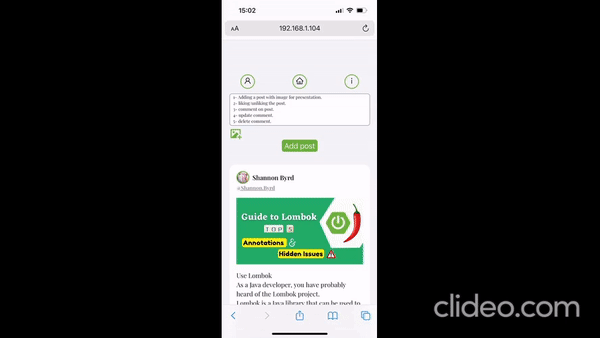 15:02
AA
192.168.1.104
i
1- Adding a post with image for presentation.
2- liking/unliking the post.
3- comment on post.
4- update comment.
5- delete comment.
Add post
Shannon Byrd
@Shannon Byrd
Guide to Lombok
TOP 5
Annotations &
Hidden Issues
Use Lombok
As a Java developer, you have probably
heard of the Lombok project.
Lombok is a Java library that can be used to
clideo.com